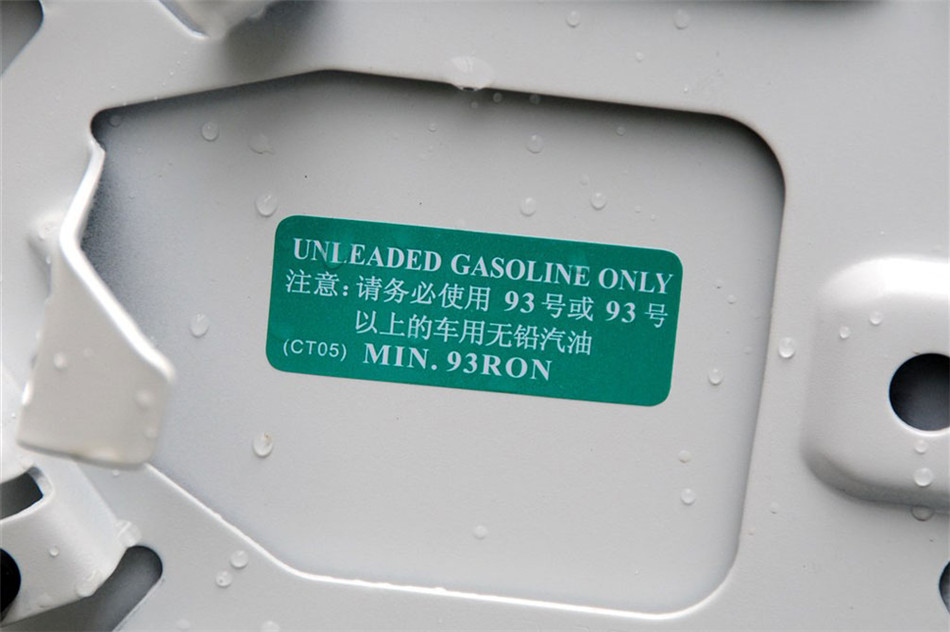 UNLEADED GASOLINE ONLY
注意：请务必使用 93 号或 93 号
以上的车用无铅汽油
(CT05) MIN. 93RON